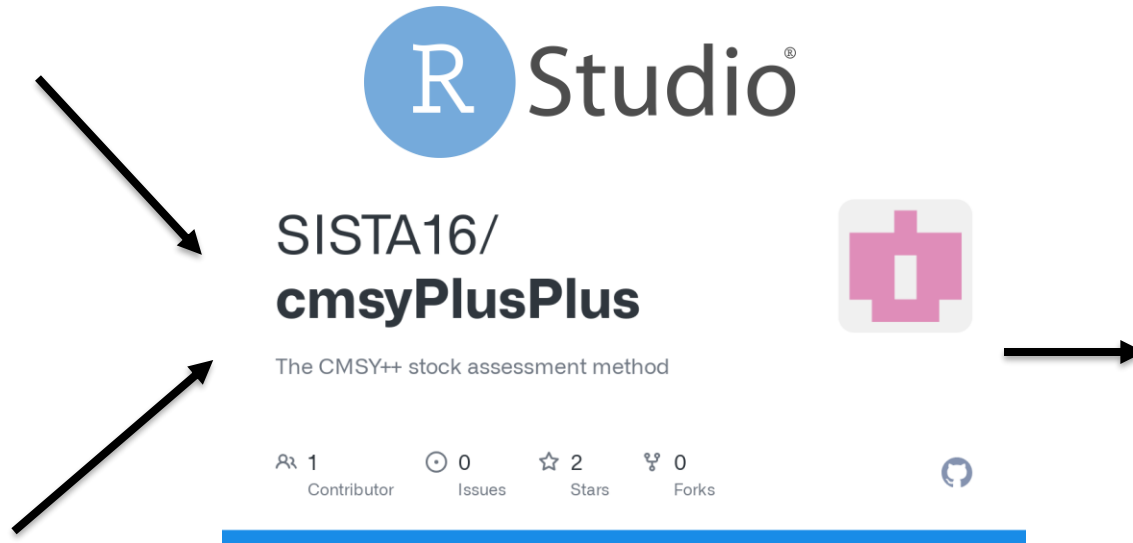 R Studio®
SISTA16/
cmsyPlusPlus
The CMSY++ stock assessment method
1 0 2 0
Contributor Issues Stars Forks